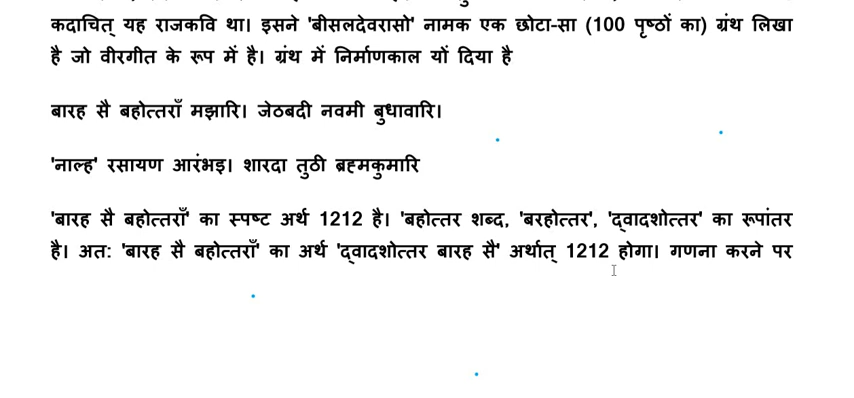 कदाचित् यह राजकवि था। इसने 'बीसलदेवरासो' नामक एक छोटा-सा (100 पृष्ठों का) ग्रंथ लिखा
है जो वीरगीत के रूप में है। ग्रंथ में निर्माणकाल यों दिया है
बारह सै बहोत्तराँ मझारि। जेठबदी नवमी बुधावारि।
'नाल्ह' रसायण आरंभइ। शारदा तुठी ब्रह्मकुमारि
'बारह सै बहोत्तराँ' का स्पष्ट अर्थ 1212 है। 'बहोत्तर शब्द, 'बरहोत्तर', 'द्वादशोत्तर' का रूपांतर
है। अत: 'बारह सै बहोत्तराँ' का अर्थ 'द्वादशोत्तर बारह सै' अर्थात् 1212 होगा। गणना करने पर